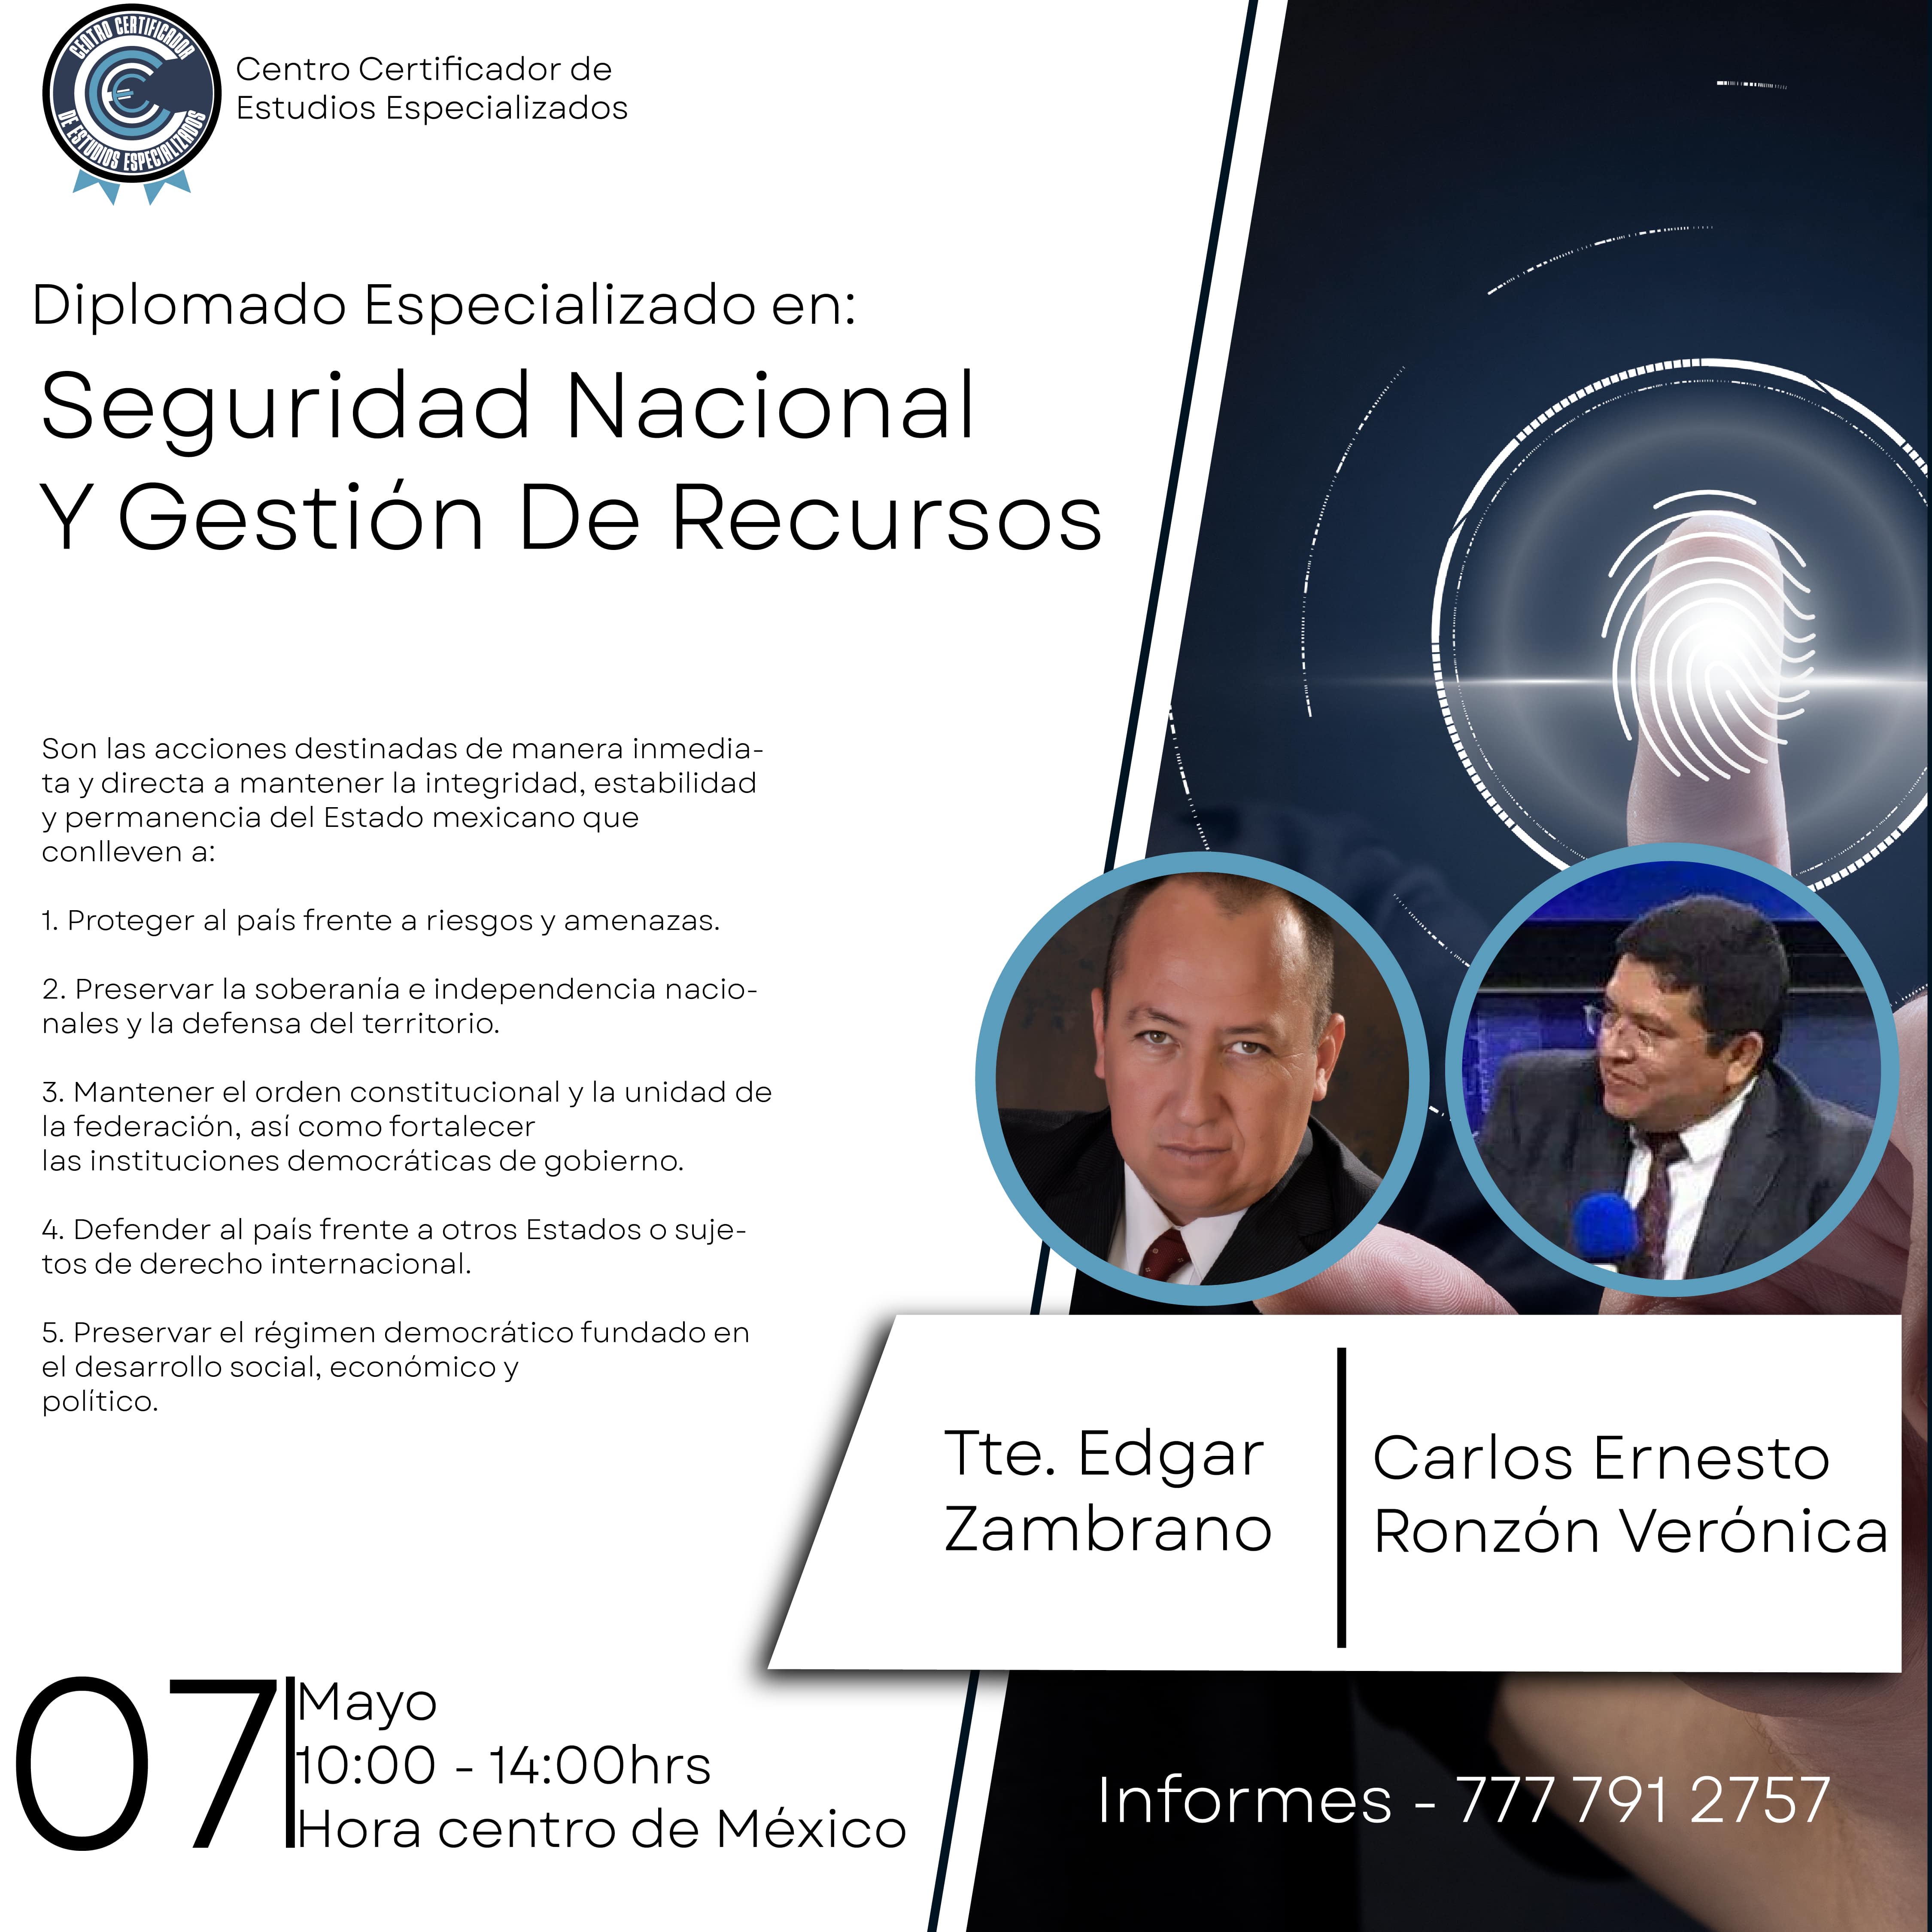 CENTRO CERTIFICADOR
DE ESTUDIOS ESPECIALIZADOS
Centro Certificador de
Estudios Especializados
Diplomado Especializado en:
Seguridad Nacional
Y Gestión De Recursos
Son las acciones destinadas de manera inmedia-
ta y directa a mantener la integridad, estabilidad
y permanencia del Estado mexicano que
conlleven a:
1. Proteger al país frente a riesgos y amenazas.
2. Preservar la soberanía e independencia nacio-
nales y la defensa del territorio.
3. Mantener el orden constitucional y la unidad de
la federación, así como fortalecer
las instituciones democráticas de gobierno.
4. Defender al país frente a otros Estados o suje-
tos de derecho internacional.
5. Preservar el régimen democrático fundado en
el desarrollo social, económico y
político.
Tte. Edgar
Zambrano
Carlos Ernesto
Ronzón Verónica
07
Mayo
10:00 - 14:00hrs
Hora centro de México
Informes - 777 791 2757